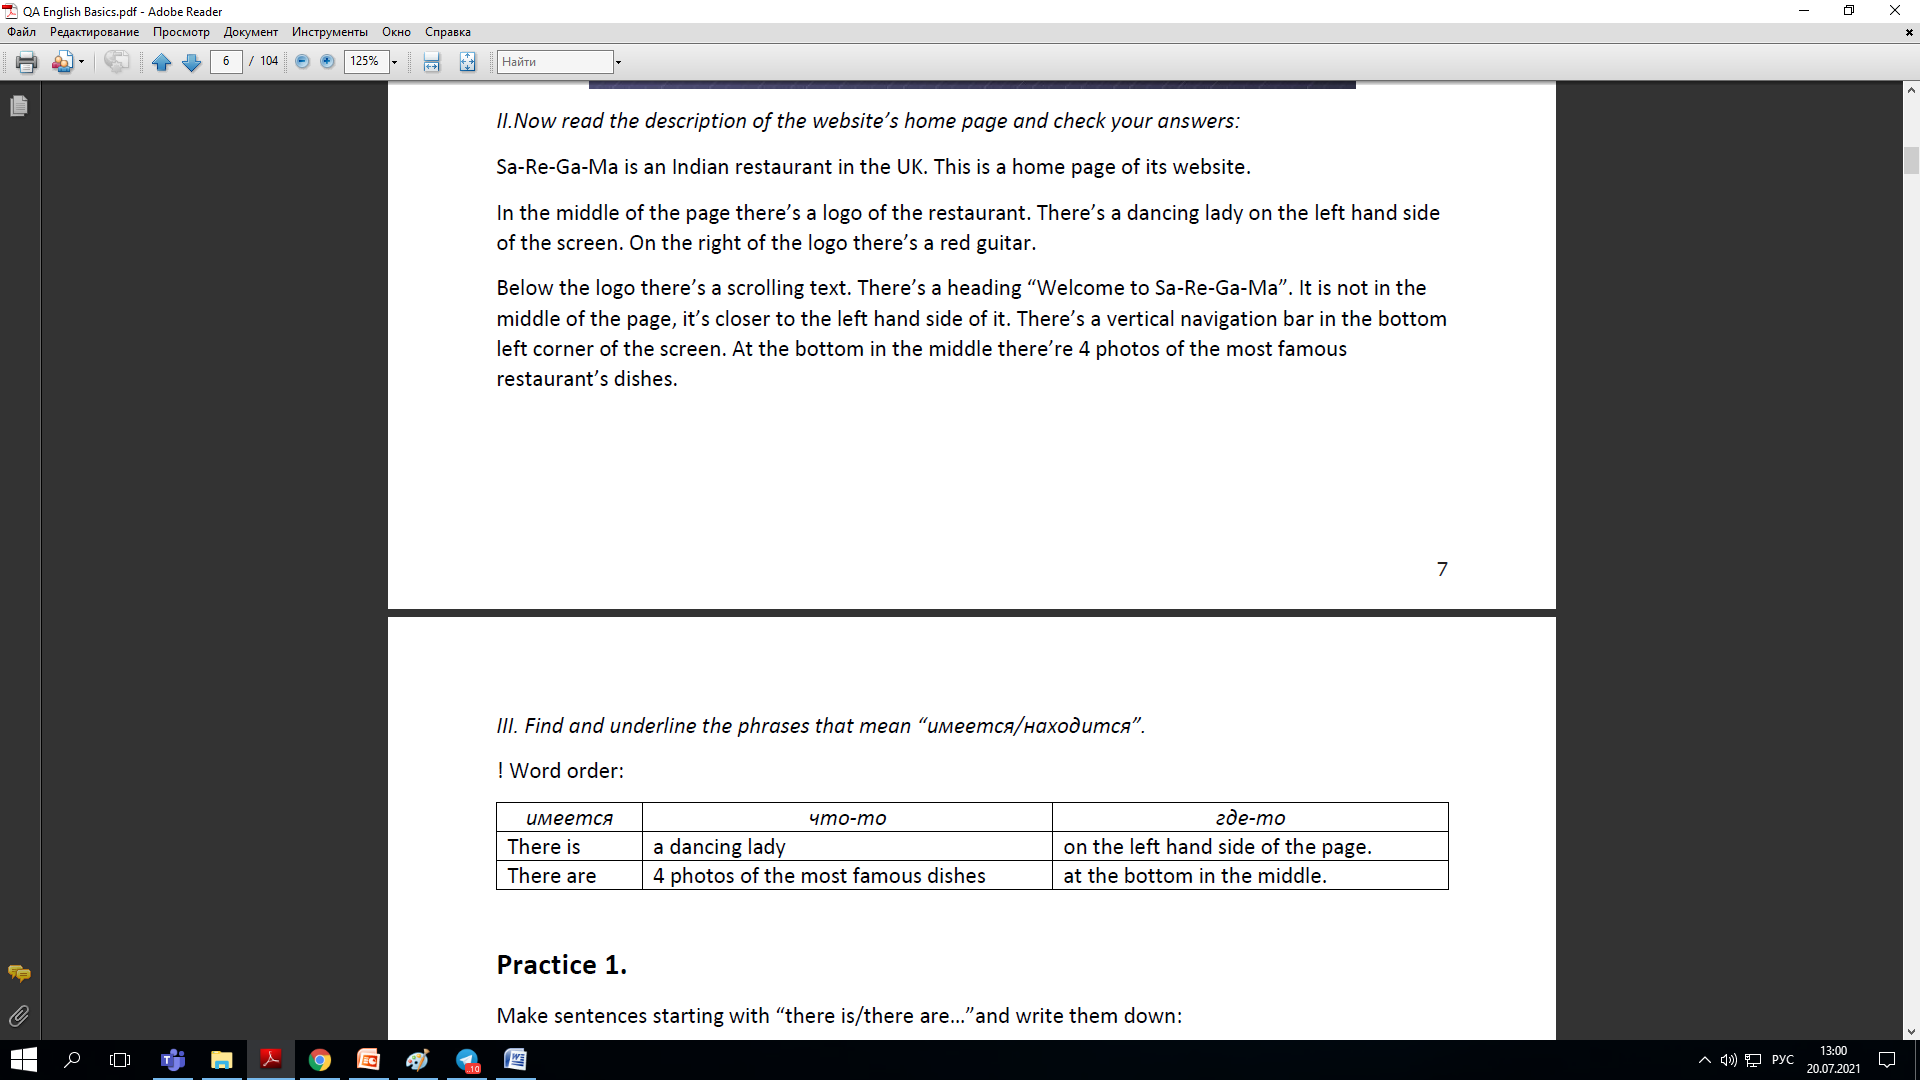 QA English Basics.pdf - Adobe Reader
Файл Редактирование Просмотр Документ Инструменты Окно Справка
6 / 104 125% Найти
II.Now read the description of the website’s home page and check your answers:
Sa-Re-Ga-Ma is an Indian restaurant in the UK. This is a home page of its website.
In the middle of the page there’s a logo of the restaurant. There’s a dancing lady on the left hand side
of the screen. On the right of the logo there’s a red guitar.
Below the logo there’s a scrolling text. There’s a heading “Welcome to Sa-Re-Ga-Ma”. It is not in the
middle of the page, it’s closer to the left hand side of it. There’s a vertical navigation bar in the bottom
left corner of the screen. At the bottom in the middle there’re 4 photos of the most famous
restaurant’s dishes.
7
III. Find and underline the phrases that mean “имеется/находится”.
! Word order:
имеется что-то где-то
There is a dancing lady on the left hand side of the page.
There are 4 photos of the most famous dishes at the bottom in the middle.
Practice 1.
Make sentences starting with “there is/there are…”and write them down:
РУС 13:00
20.07.2021